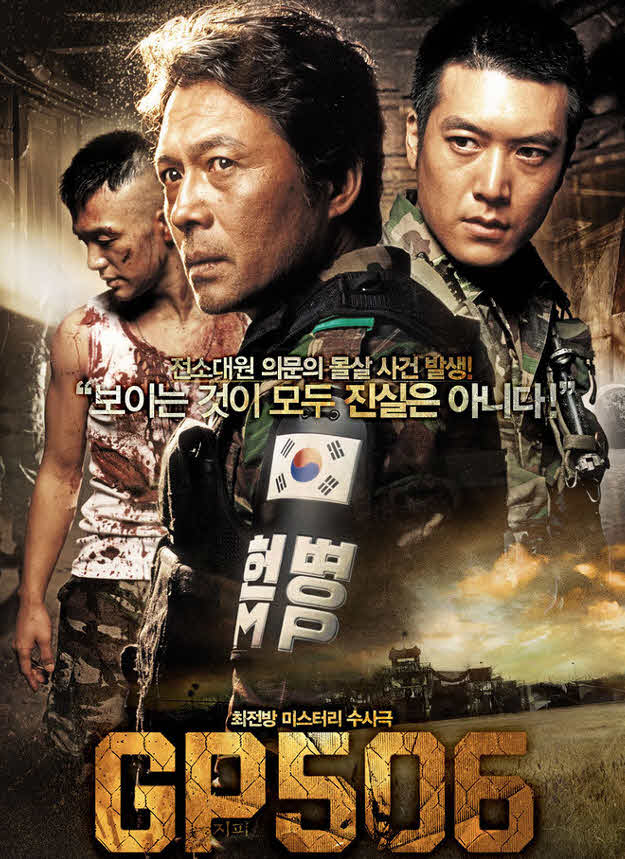 전소대원 의문의 몰살 사건 발생!
“보이는 것이 모두 진실은 아니다!”
헌병
MP
최전방 미스터리 수사극
GP506
지피